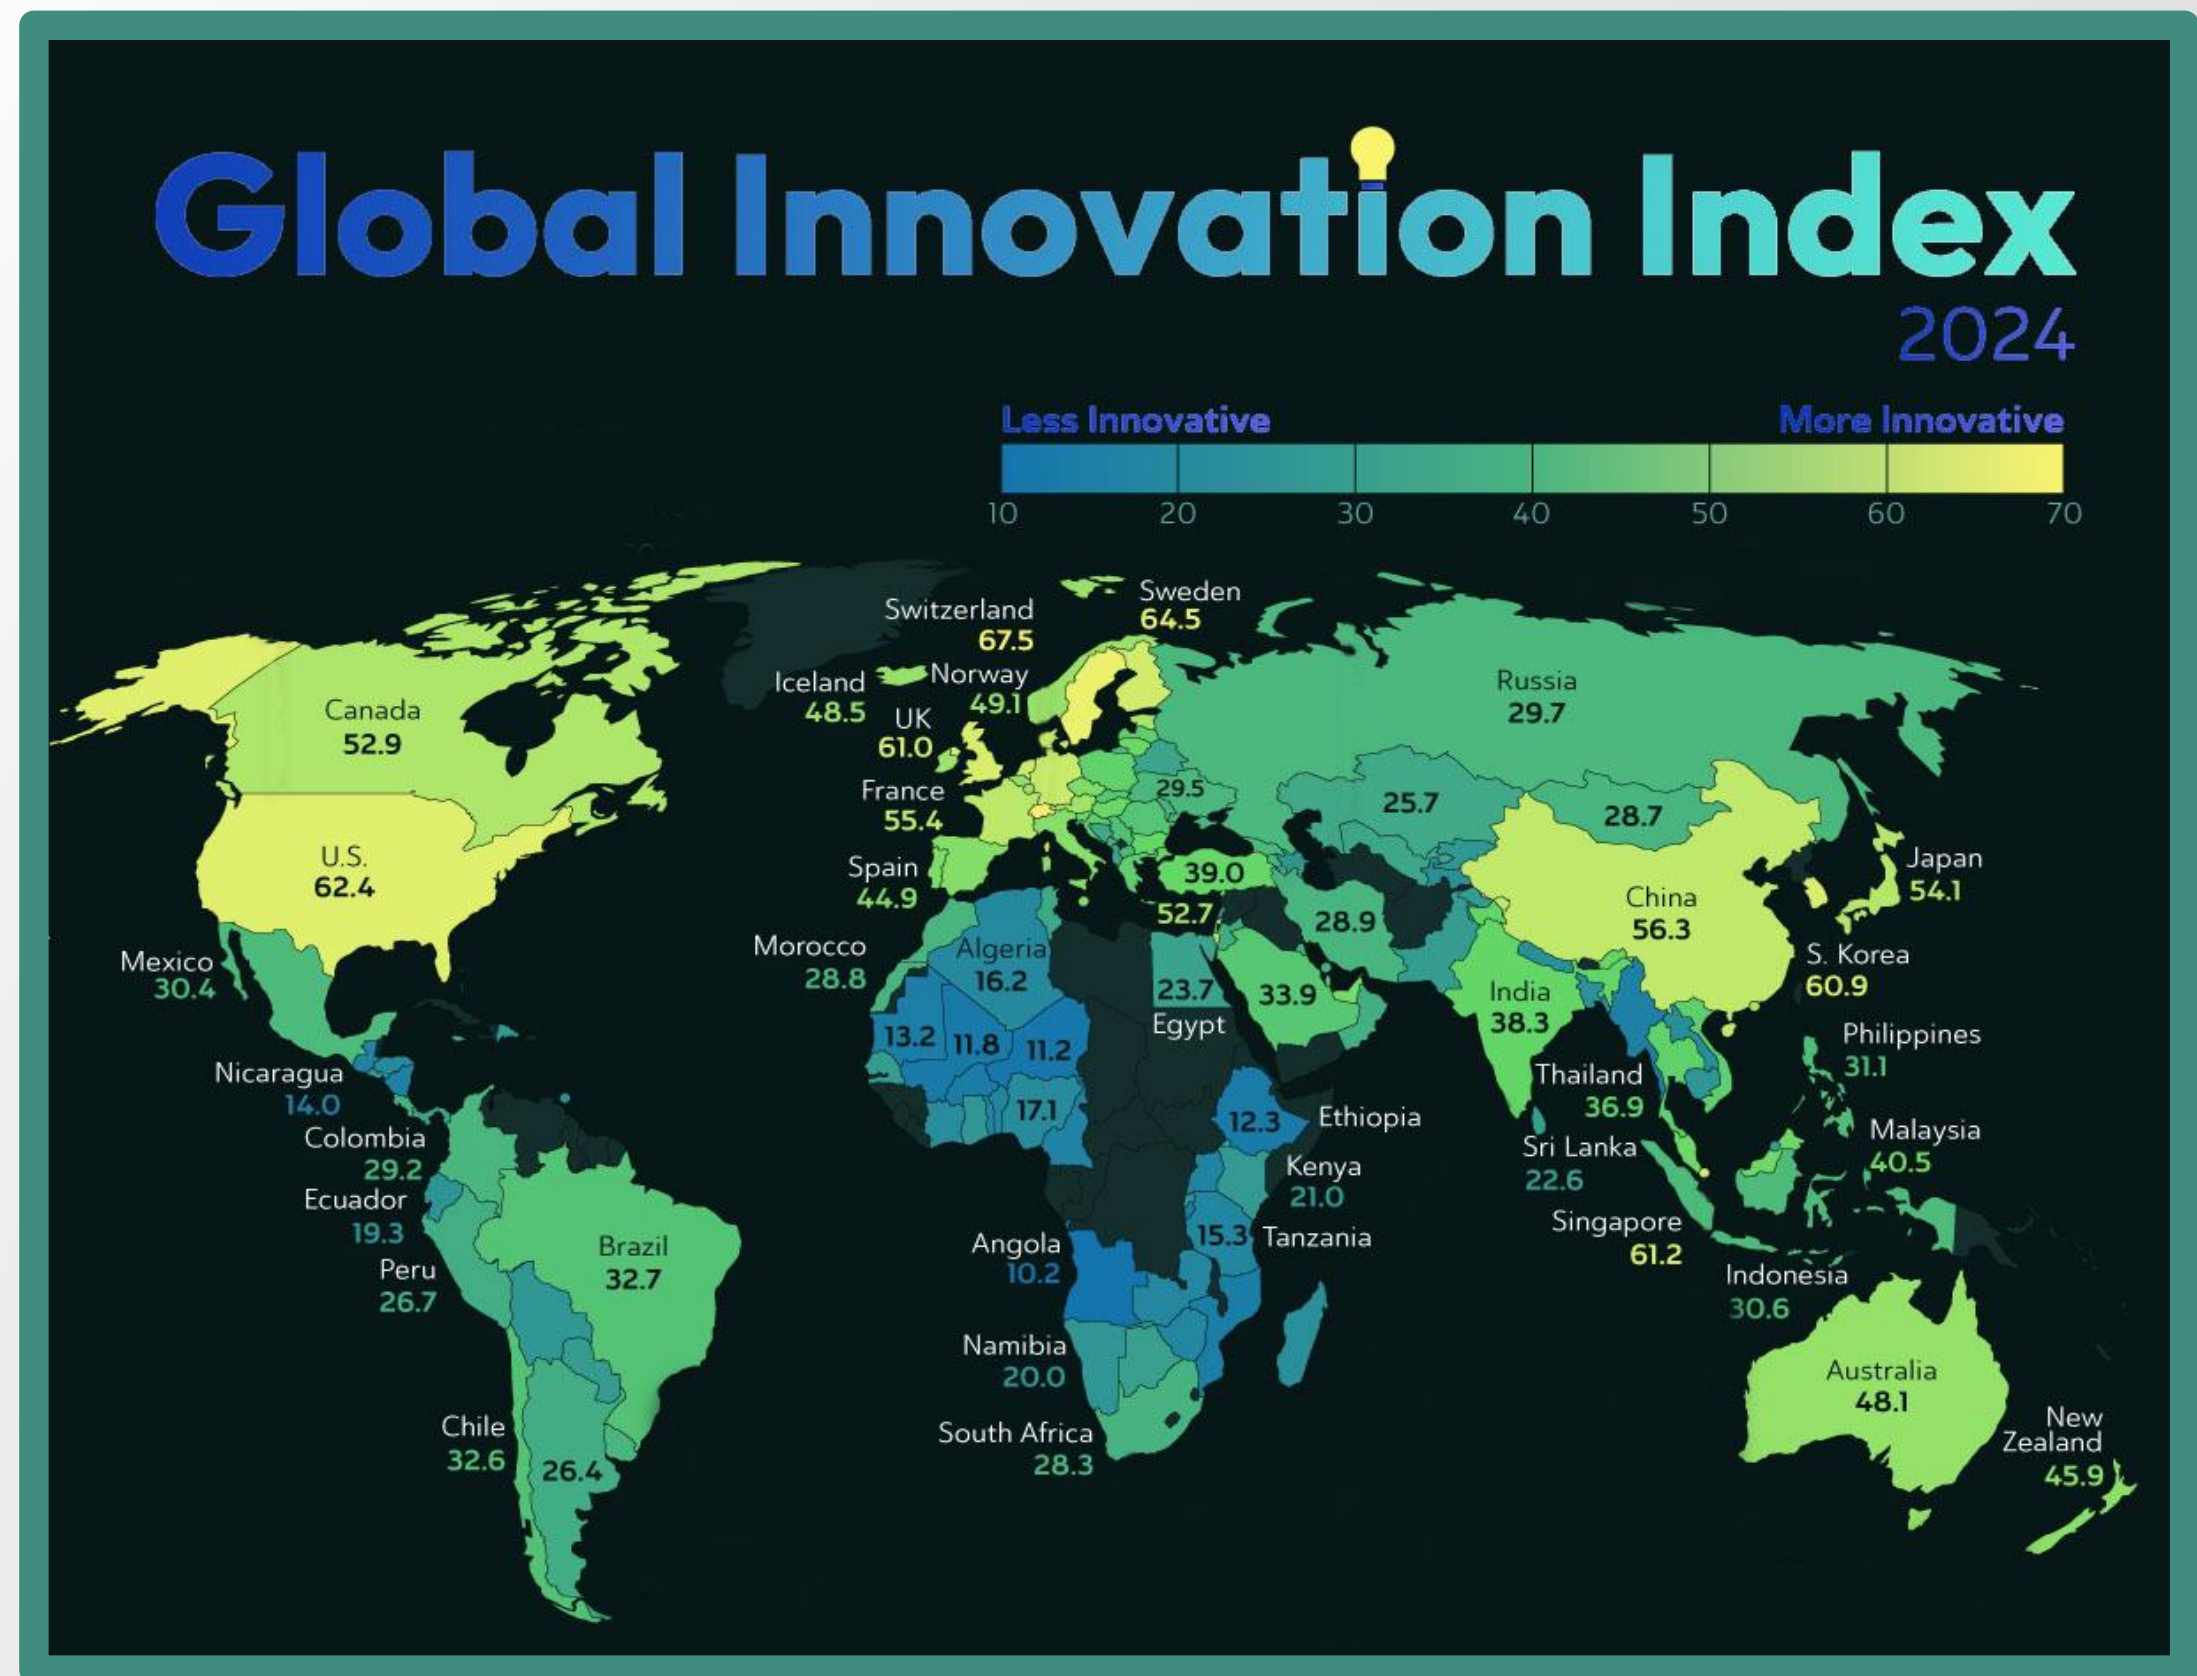 Global Innovation Index
2024
Less Innovative
More Innovative
10 20 30 40 50 60 70
Canada
52.9
U.S.
62.4
Mexico
30.4
Nicaragua
14.0
Colombia
29.2
Ecuador
19.3
Peru
26.7
Brazil
32.7
Chile
32.6
26.4
Switzerland
67.5
Sweden
64.5
Iceland
48.5
Norway
49.1
UK
61.0
France
55.4
Spain
44.9
Morocco
28.8
Algeria
16.2
13.2
11.8
11.2
17.1
29.5
39.0
52.7
23.7
Egypt
33.9
28.9
12.3
Ethiopia
Kenya
21.0
15.3
Tanzania
Angola
10.2
Namibia
20.0
South Africa
28.3
Russia
29.7
25.7
28.7
China
56.3
Japan
54.1
S. Korea
60.9
India
38.3
Thailand
36.9
Sri Lanka
22.6
Philippines
31.1
Malaysia
40.5
Singapore
61.2
Indonesia
30.6
Australia
48.1
New
Zealand
45.9